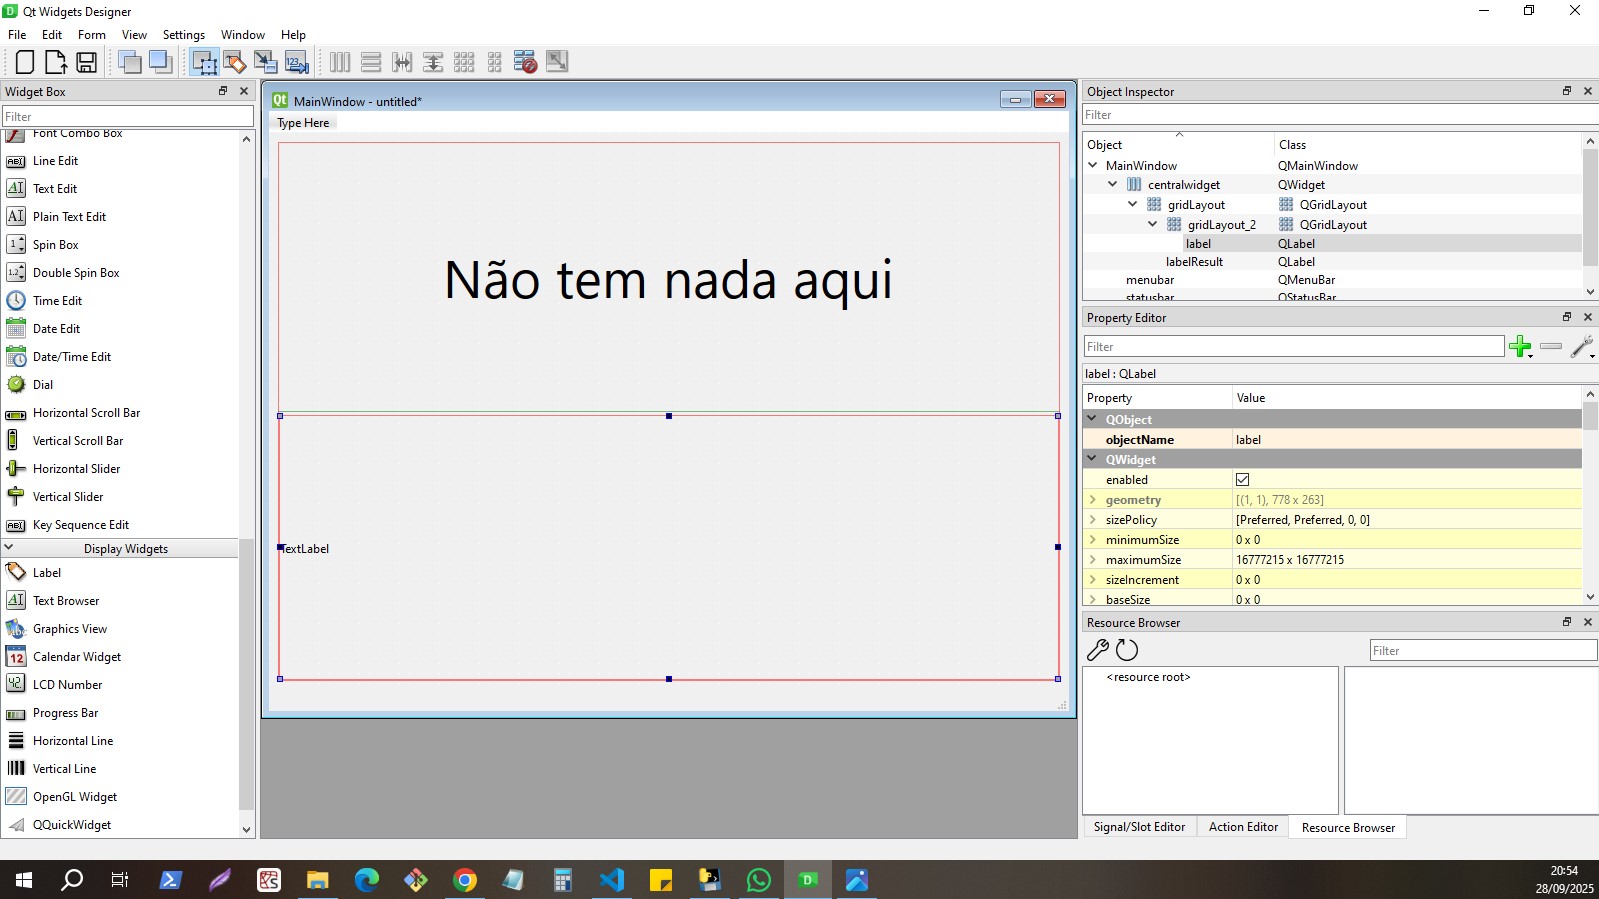 Qt Widgets Designer
File Edit Form View Settings Window Help
Widget Box
Filter
Font Combo Box
Line Edit
Text Edit
Plain Text Edit
Spin Box
Double Spin Box
Time Edit
Date Edit
Date/Time Edit
Dial
Horizontal Scroll Bar
Vertical Scroll Bar
Horizontal Slider
Vertical Slider
Key Sequence Edit
Display Widgets
Label
Text Browser
Graphics View
Calendar Widget
LCD Number
Progress Bar
Horizontal Line
Vertical Line
OpenGL Widget
QQuickWidget
MainWindow - untitled*
Type Here
Não tem nada aqui
TextLabel
Object Inspector
Filter
Object Class
MainWindow QMainWindow
centralwidget QWidget
gridLayout QGridLayout
gridLayout_2 QGridLayout
label QLabel
labelResult QLabel
menubar QMenuBar
statusbar QStatusBar
Property Editor
Filter
label : QLabel
Property Value
QObject
objectName label
QWidget
enabled
geometry [(1, 1), 778 x 263]
sizePolicy [Preferred, Preferred, 0, 0]
minimumSize 0 x 0
maximumSize 16777215 x 16777215
sizeIncrement 0 x 0
baseSize 0 x 0
Resource Browser
Filter
<resource root>
Signal/Slot Editor Action Editor Resource Browser
20:54
28/09/2025